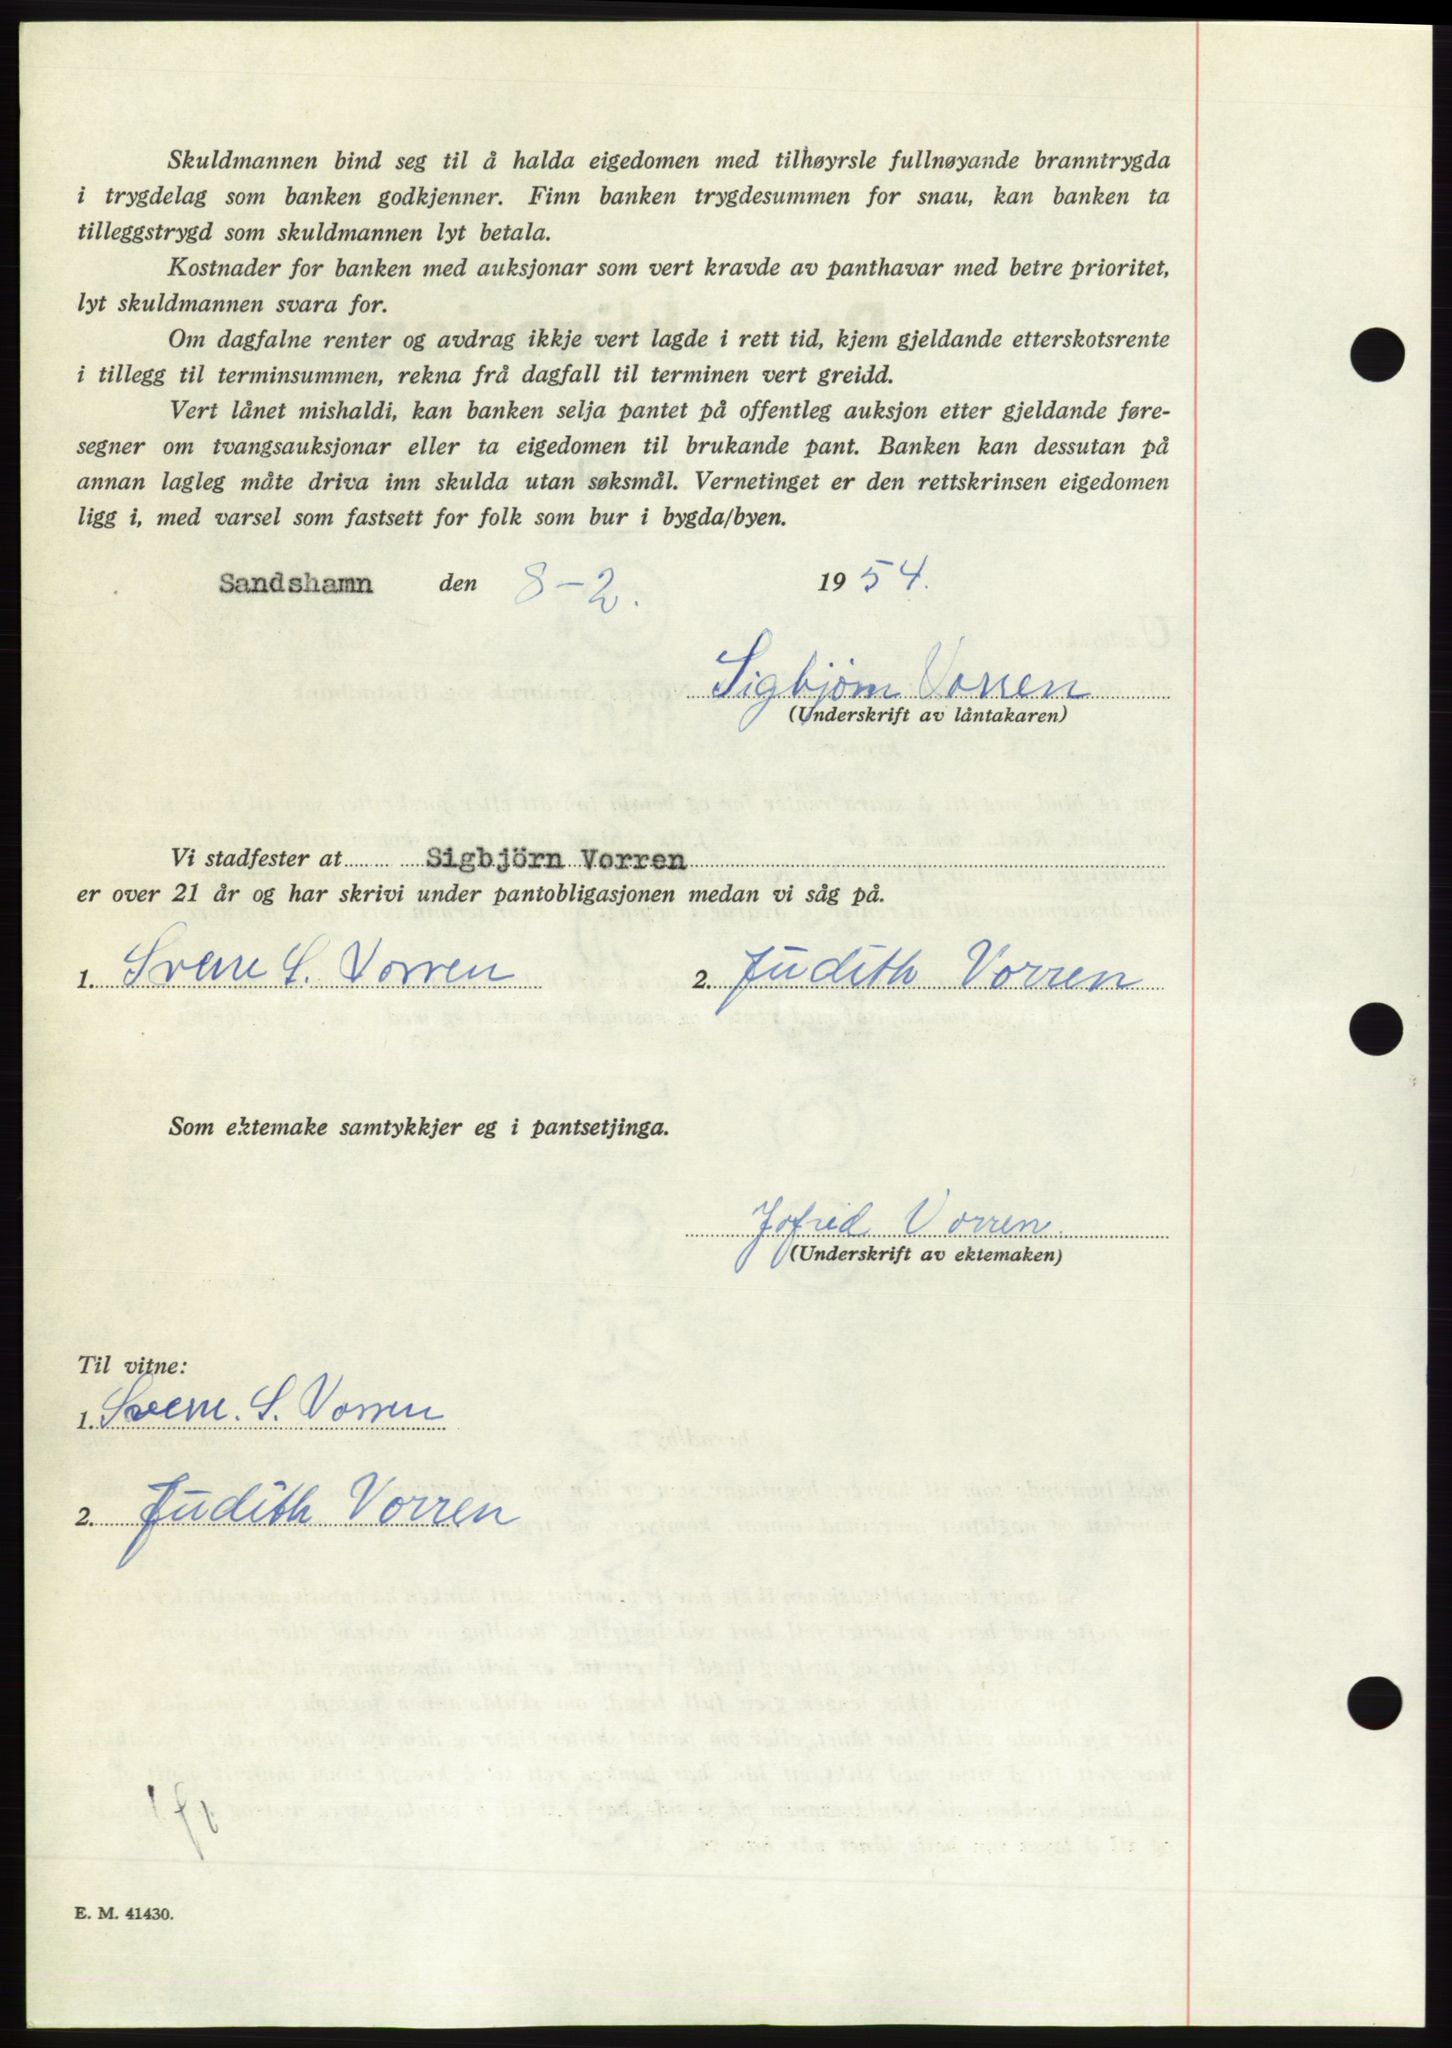 Skuldmannen bind seg til å halda eigedomen med tilhøyrsle fullnøyande branntrygda
i trygdelag som banken godkjenner. Finn banken trygdesummen for snau, kan banken ta
tilleggstrygd som skuldmannen lyt betala.
Kostnader for banken med auksjonar som vert kravde av panthavar med betre prioritet,
lyt skuldmannen svara for.
Om dagfalne renter og avdrag ikkje vert lagde i rett tid, kjem gjeldande etterskotsrente
i tillegg til terminsummen, rekna frå dagfall til terminen vert greidd.
Vert lånet mishaldi, kan banken selja pantet på offentleg auksjon etter gjeldande føre-
segner om tvangsauksjonar eller ta eigedomen til brukande pant. Banken kan dessutan på
annan lagleg måte driva inn skulda utan søksmål. Vernetinget er den rettskrinsen eigedomen
ligg i, med varsel som fastsett for folk som bur i bygda/byen.
Sandshamn den 8-2. 1954.
Sigbjørn Vorren
(Underskrift av låntakaren)
Vi stadfester at Sigbjörn Vorren
er over 21 år og har skrivi under pantobligasjonen medan vi såg på.
1. Sverre S. Vorren 2. Judith Vorren
Som ektemake samtykkjer eg i pantsetjinga.
Jofrid Vorren
(Underskrift av ektemaken)
Til vitne:
1. Sverre. S. Vorren
2. Judith Vorren
E. M. 41430.